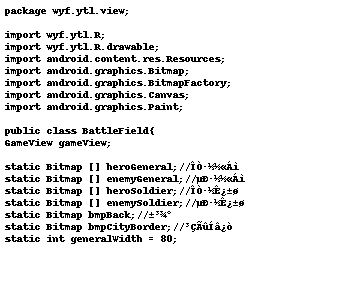 package wyf.ytl.view;
import wyf.ytl.R;
import wyf.ytl.R.drawable;
import android.content.res.Resources;
import android.graphics.Bitmap;
import android.graphics.BitmapFactory;
import android.graphics.Canvas;
import android.graphics.Paint;
public class BattleField{
GameView gameView;
static Bitmap [] heroGeneral;//ÎÒ·½½«Áì
static Bitmap [] enemyGeneral;//µÐ·½½«Áì
static Bitmap [] heroSoldier;//ÎÒ·½Ê¿±ø
static Bitmap [] enemySoldier;//µÐ·½Ê¿±ø
static Bitmap bmpBack;//±³¾°
static Bitmap bmpCityBorder;//³ÇÃûÍâ¿ò
static int generalWidth = 80;